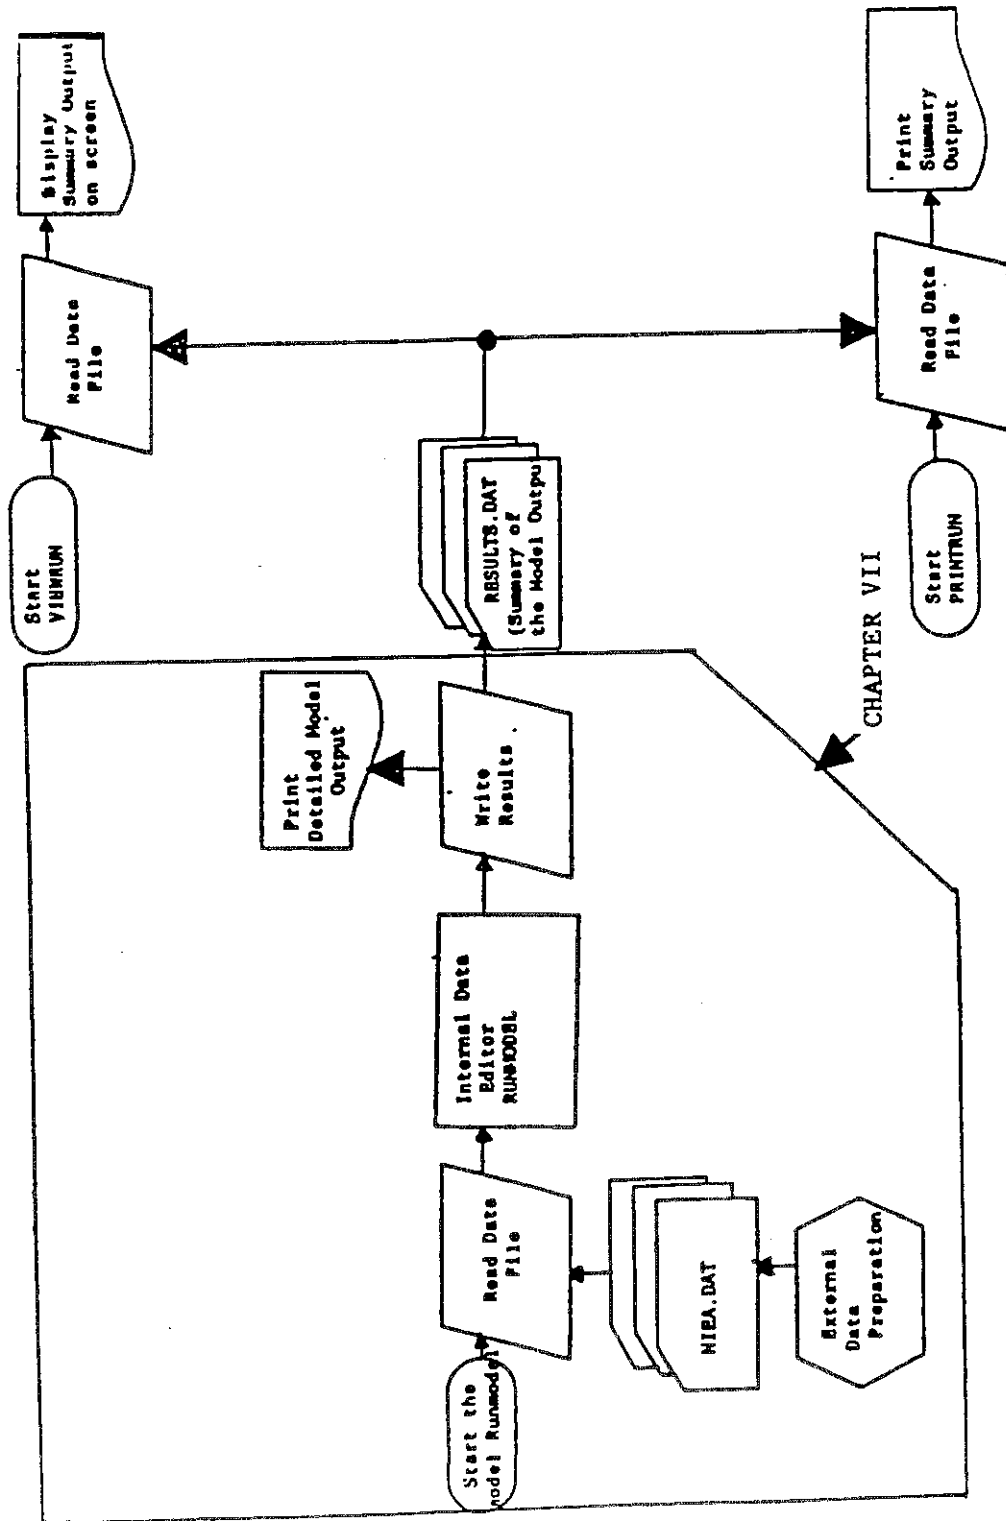 Start
VIEWRUN
Read Data
File
Display
Summary Output
on screen
Print
Detailed Model
Output
Start the
model Runmodel
Read Data
File
Internal Data
Editor
RUNMODEL
Write
Results .
RESULTS.DAT
(Summary of
the Model Outpu
NIEA.DAT
External
Data
Preparation
CHAPTER VII
Start
PRINTRUN
Read Data
File
Print
Summary
Output